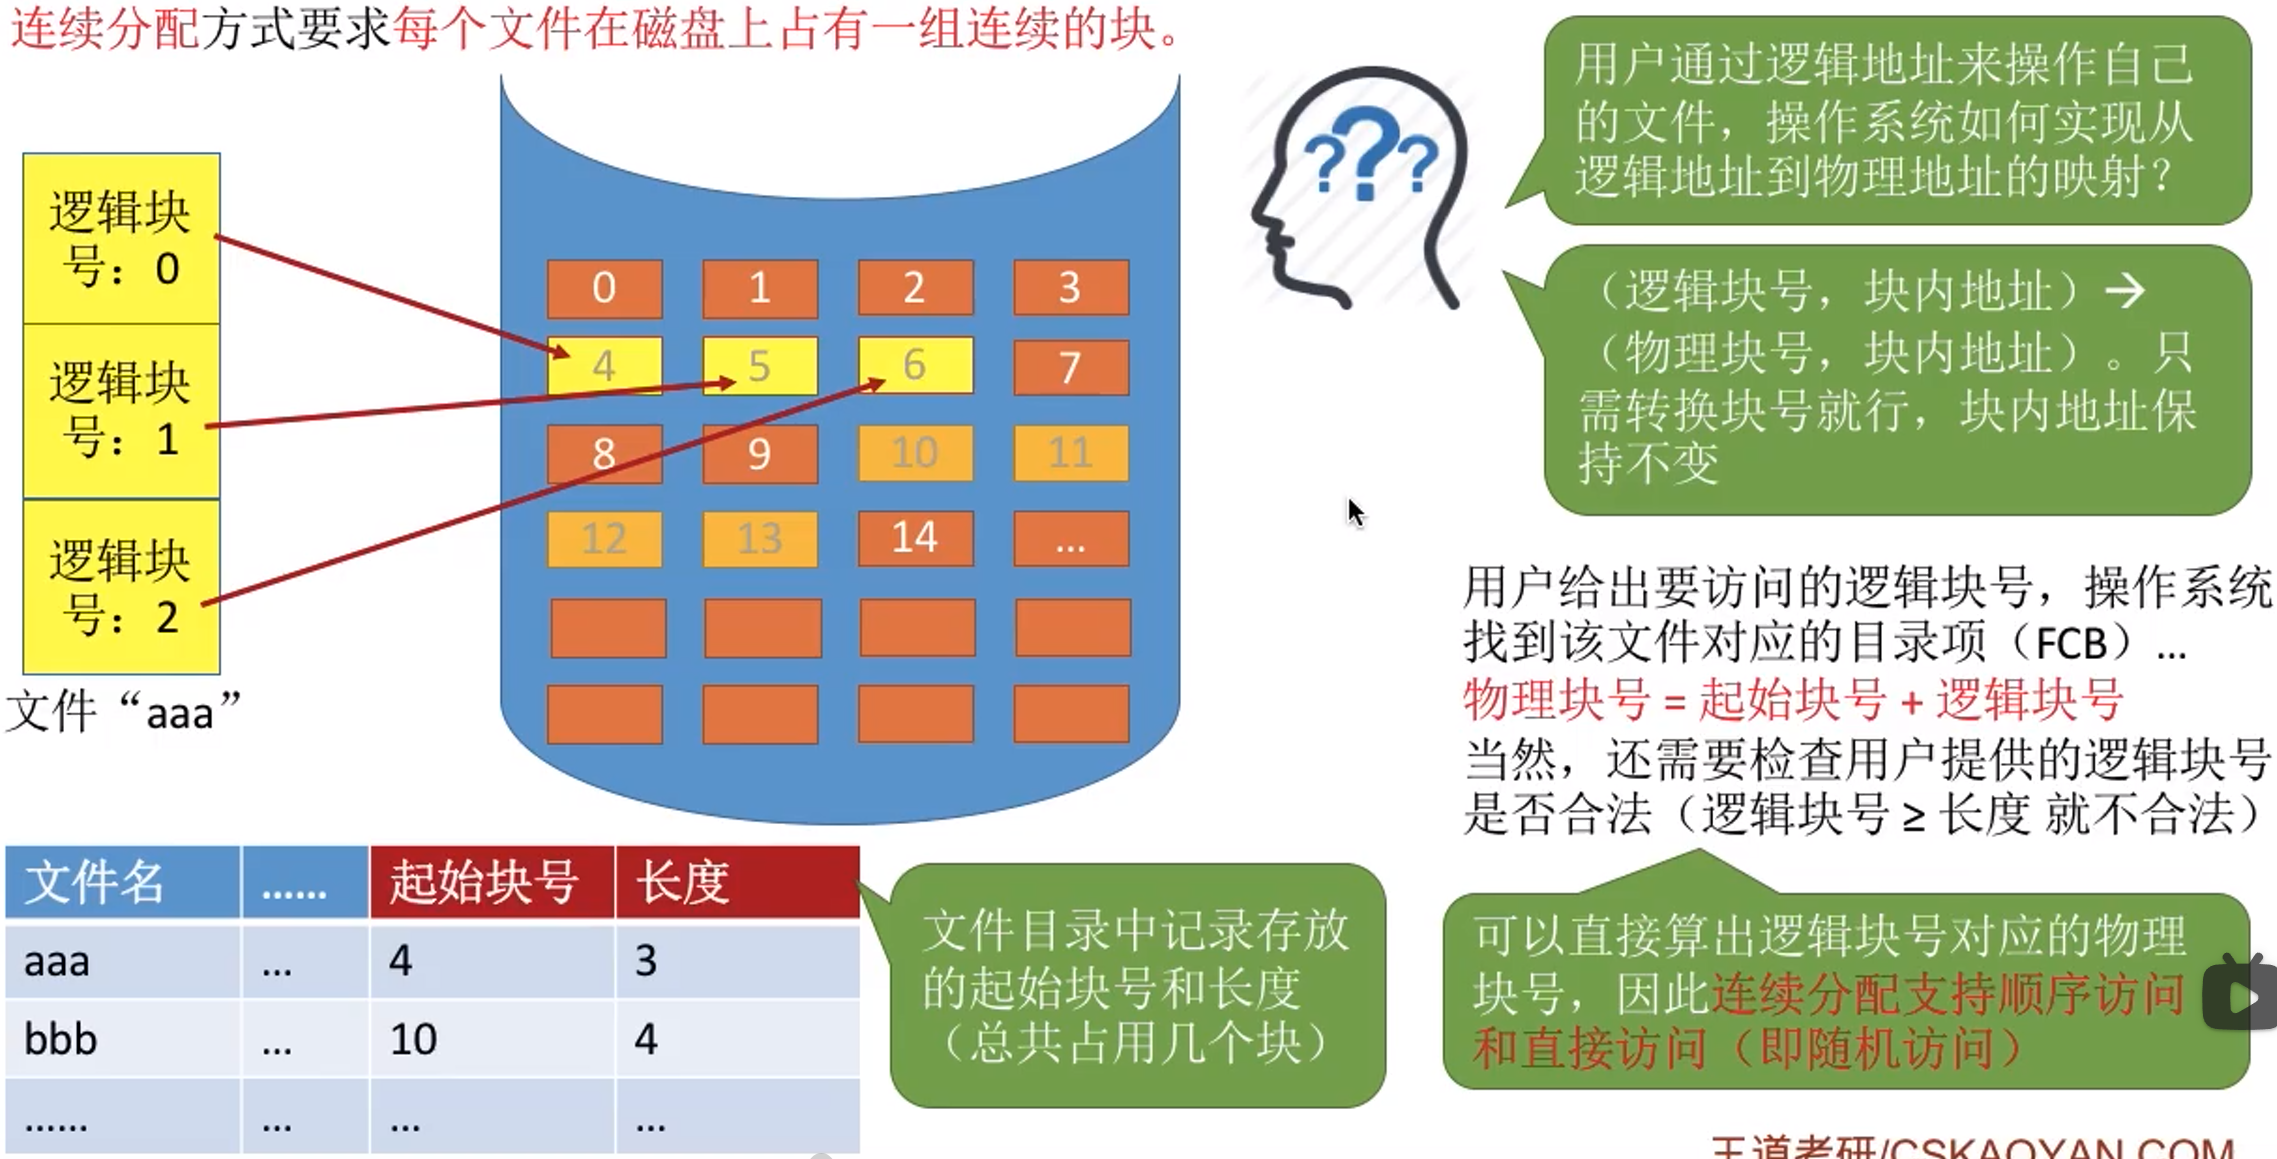 连续分配方式要求每个文件在磁盘上占有一组连续的块。
用户通过逻辑地址来操作自己
的文件，操作系统如何实现从
逻辑地址到物理地址的映射？
???
逻辑块
号：0
逻辑块
号：1
逻辑块
号：2
文件“aaa”
0 1 2 3
4 5 6 7
8 9 10 11
12 13 14 ...
（逻辑块号，块内地址）→
（物理块号，块内地址）。只
需转换块号就行，块内地址保
持不变
用户给出要访问的逻辑块号，操作系统
找到该文件对应的目录项（FCB）...
物理块号 = 起始块号 + 逻辑块号
当然，还需要检查用户提供的逻辑块号
是否合法（逻辑块号 ≥ 长度 就不合法）
文件名 …… 起始块号 长度
aaa ... 4 3
bbb ... 10 4
…… ... ... ...
文件目录中记录存放
的起始块号和长度
（总共占用几个块）
可以直接算出逻辑块号对应的物理
块号，因此连续分配支持顺序访问
和直接访问（即随机访问）
王道考研/CSKAOYAN.COM